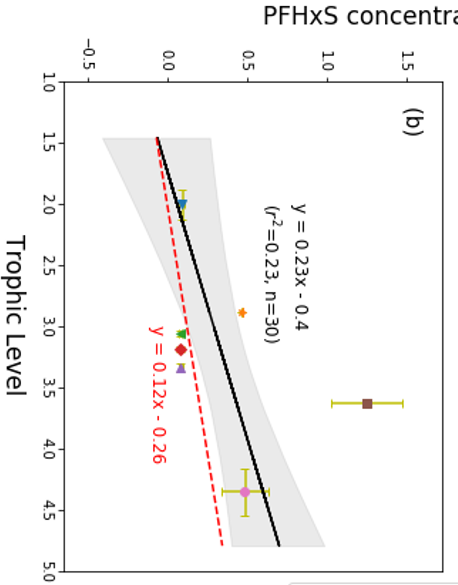 PFHxS concentra
−0.5
0.0
0.5
1.0
1.5
1.0
1.5
2.0
2.5
3.0
3.5
4.0
4.5
5.0
(b)
y = 0.23x - 0.4
(r²=0.23, n=30)
y = 0.12x - 0.26
Trophic Level